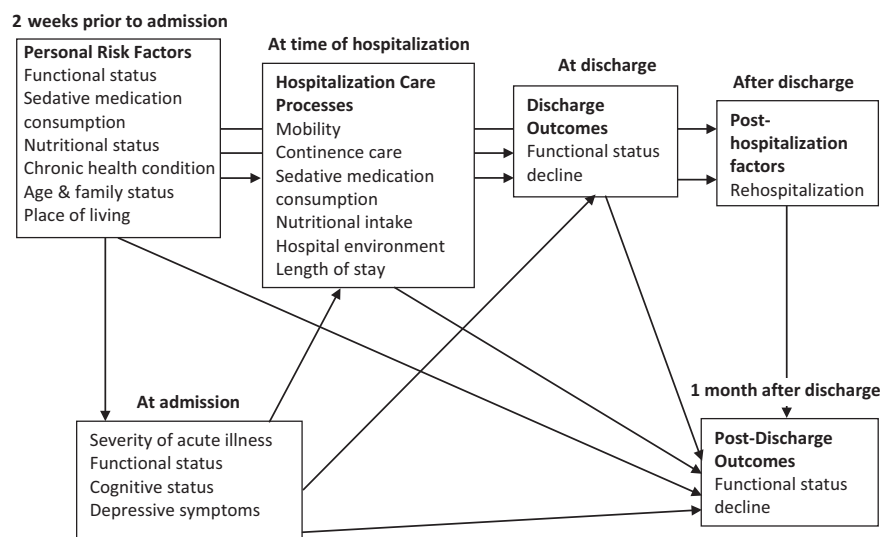 2 weeks prior to admission
Personal Risk Factors
Functional status
Sedative medication
consumption
Nutritional status
Chronic health condition
Age & family status
Place of living
At time of hospitalization
Hospitalization Care
Processes
Mobility
Continence care
Sedative medication
consumption
Nutritional intake
Hospital environment
Length of stay
At discharge
Discharge
Outcomes
Functional status
decline
After discharge
Post-
hospitalization
factors
Rehospitalization
At admission
Severity of acute illness
Functional status
Cognitive status
Depressive symptoms
1 month after discharge
Post-Discharge
Outcomes
Functional status
decline